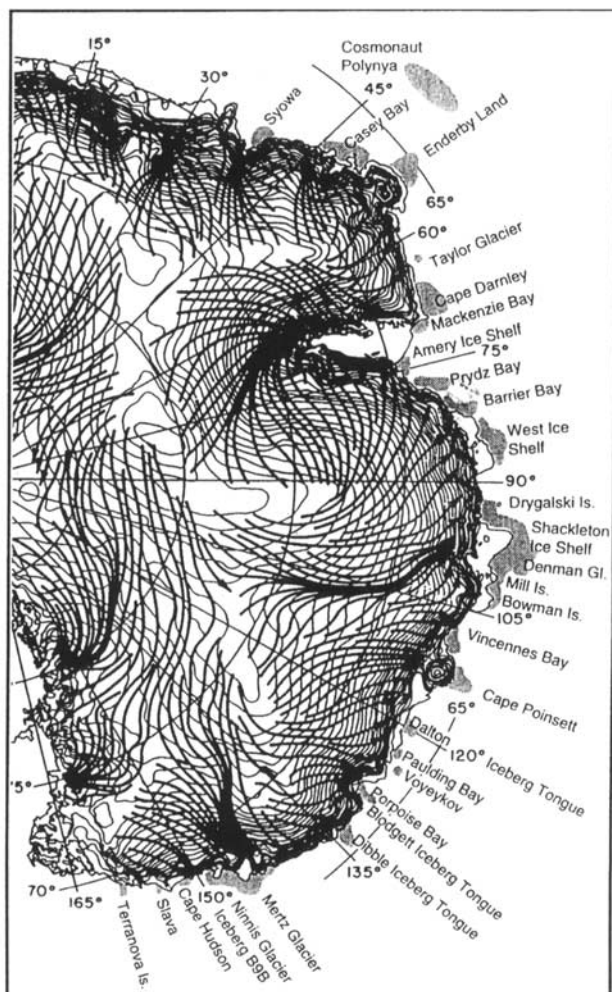 15°
30°
Cosmonaut
Polynya
45°
Syowa
Casey Bay
Enderby Land
65°
60°
Taylor Glacier
Cape Darnley
Mackenzie Bay
Amery Ice Shelf
75°
Prydz Bay
Barrier Bay
West Ice
Shelf
90°
Drygalski Is.
Shackleton
Ice Shelf
Denman Gl.
Mill Is.
Bowman Is.
105°
Vincennes Bay
Cape Poinsett
65°
Dalton
Iceberg Tongue
120°
Paulding Bay
Voyeykov
Porpoise Bay
Blodgett Iceberg Tongue
Dibble Iceberg Tongue
135°
Mertz Glacier
Ninnis Glacier
Iceberg B9B
150°
Cape Hudson
Slava
Terranova Is.
165°
70°
5°